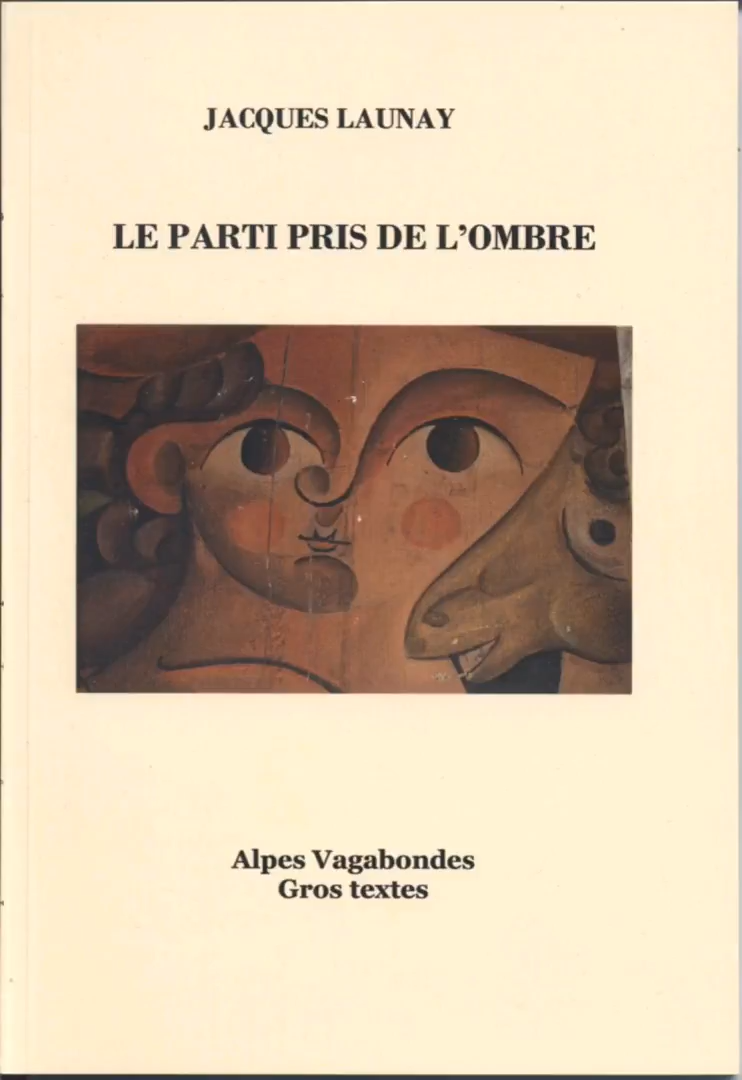 JACQUES LAUNAY
LE PARTI PRIS DE L'OMBRE
Alpes Vagabondes
Gros textes